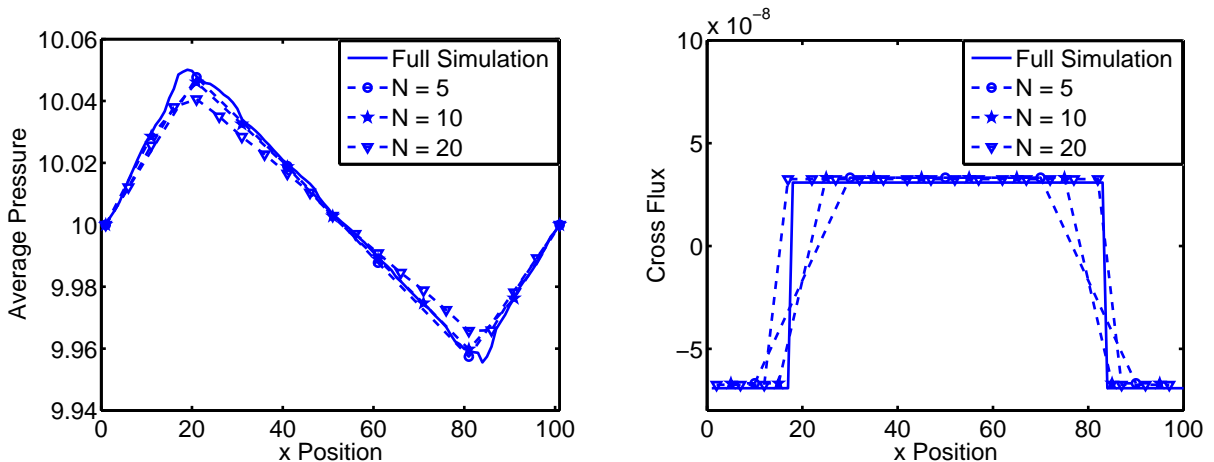 10.06
10.04
10.02
10
9.98
9.96
9.94
Average Pressure
0
20
40
60
80
100
x Position
Full Simulation
N = 5
N = 10
N = 20
x 10⁻⁸
10
5
0
−5
Cross Flux
0
20
40
60
80
100
x Position
Full Simulation
N = 5
N = 10
N = 20